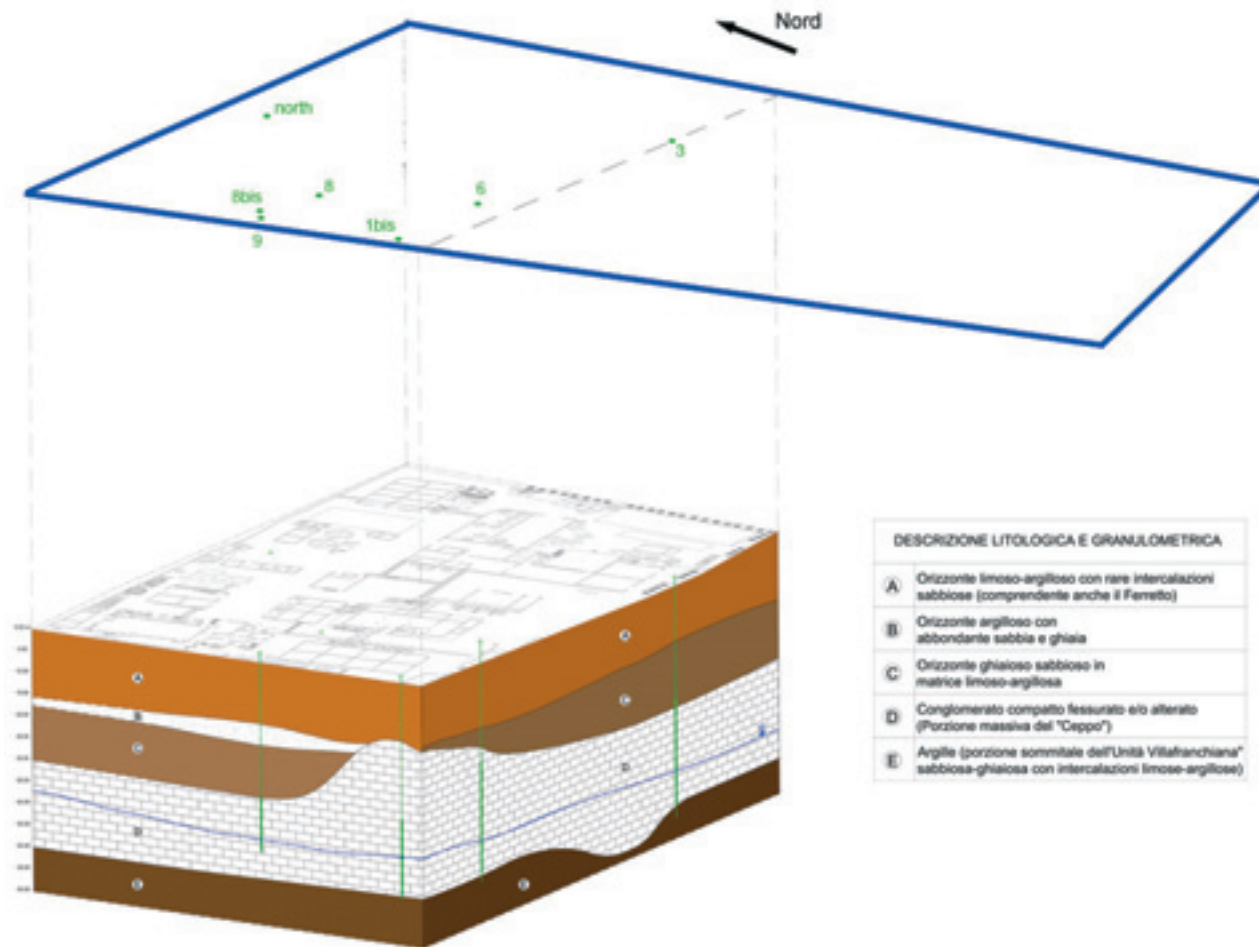 Nord
north
3
8
6
8bis
1bis
9
DESCRIZIONE LITOLOGICA E GRANULOMETRICA
A Orizzonte limoso-argilloso con rare intercalazioni
sabbiose (comprendente anche il Ferretto)
B Orizzonte argilloso con
abbondante sabbia e ghiaia
C Orizzonte ghiaioso sabbioso in
matrice limoso-argillosa
D Conglomerato compatto fessurato e/o alterato
(Porzione massiva del "Ceppo")
E Argille (porzione sommitale dell'Unità Villafranchiana"
sabbiosa-ghiaiosa con intercalazioni limose-argillose)
A
A
B
C
C
D
D
E
E